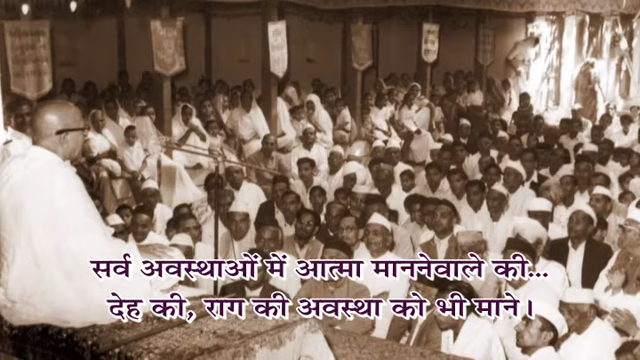 सर्व अवस्थाओं में आत्मा माननेवाले की...
देह की, राग की अवस्था को भी माने।